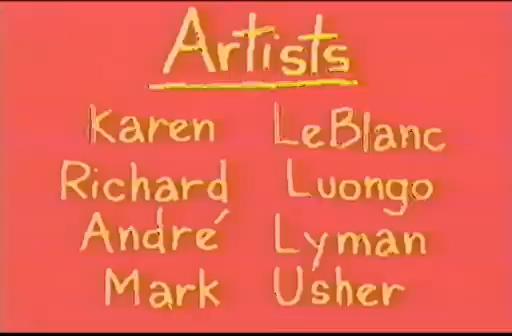 Artists
Karen LeBlanc
Richard Luongo
André Lyman
Mark Usher